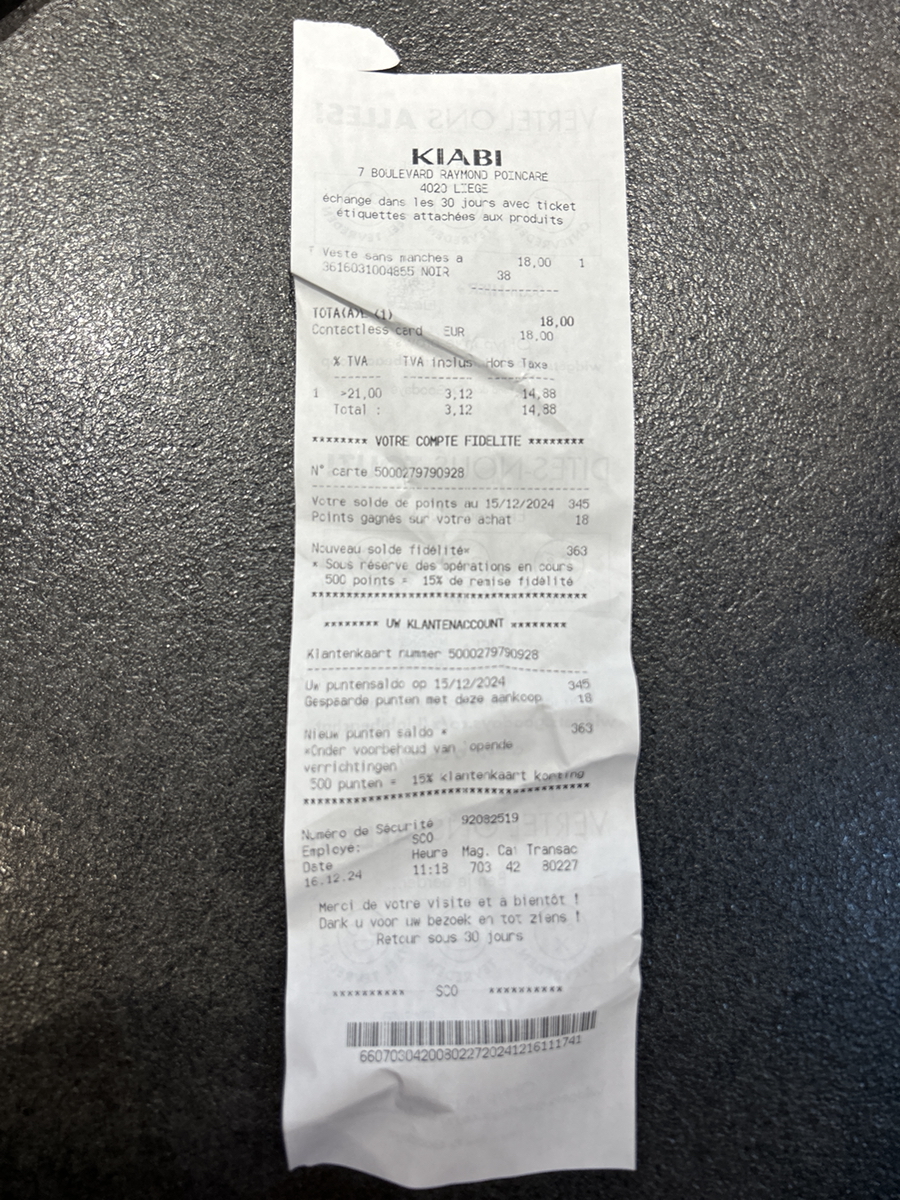 KIABI
7 BOULEVARD RAYMOND POINCARE
4020 LIEGE
échange dans les 30 jours avec ticket
étiquettes attachées aux produits
T Veste sans manches a 18,00 1
3616031004855 NOIR 38
TOTA(A)L (1) 18,00
Contactless card EUR 18,00
% TVA TVA inclus Hors Taxe
1 >21,00 3,12 14,88
Total : 3,12 14,88
******** VOTRE COMPTE FIDELITE ********
N° carte 5000279790928
Votre solde de points au 15/12/2024 345
Points gagnés sur votre achat 18
Nouveau solde fidélité* 363
* Sous réserve des opérations en cours
500 points = 15% de remise fidélité
****************************************
******** UW KLANTENACCOUNT ********
Klantenkaart nummer 5000279790928
Uw puntensaldo op 15/12/2024 345
Gespaarde punten met deze aankoop 18
Nieuw punten saldo * 363
*Onder voorbehoud van lopende
verrichtingen
500 punten = 15% klantenkaart korting
****************************************
Numéro de Sécurité 92082519
Employé: SCO
Date Heure Mag. Cai Transac
16.12.24 11:18 703 42 80227
Merci de votre visite et à bientôt !
Dank u voor uw bezoek en tot ziens !
Retour sous 30 jours
********** SCO **********
66070304200802272024121611​1741